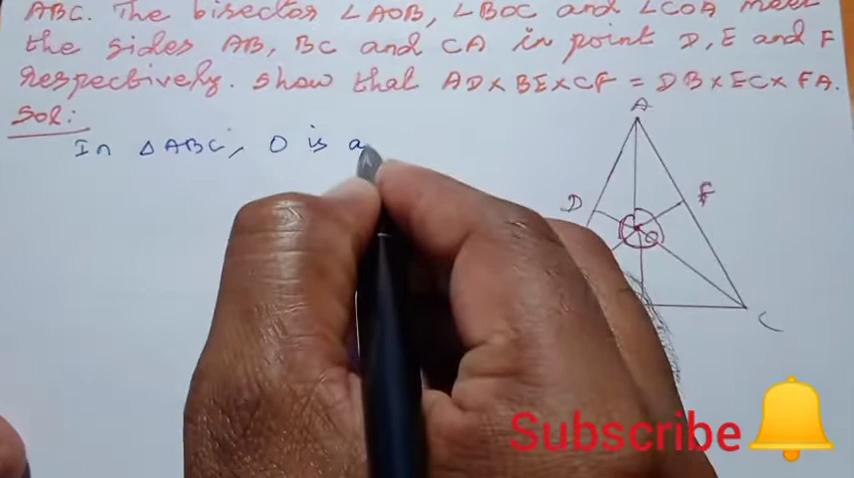 ABC. The bisector ∠AOB, ∠BOC and ∠COA meet
the sides AB, BC and CA in point D, E and F
respectively. Show that AD × BE × CF = DB × EC × FA.
Sol:
In △ABC, O is a
A
D
F
O
C
Subscribe